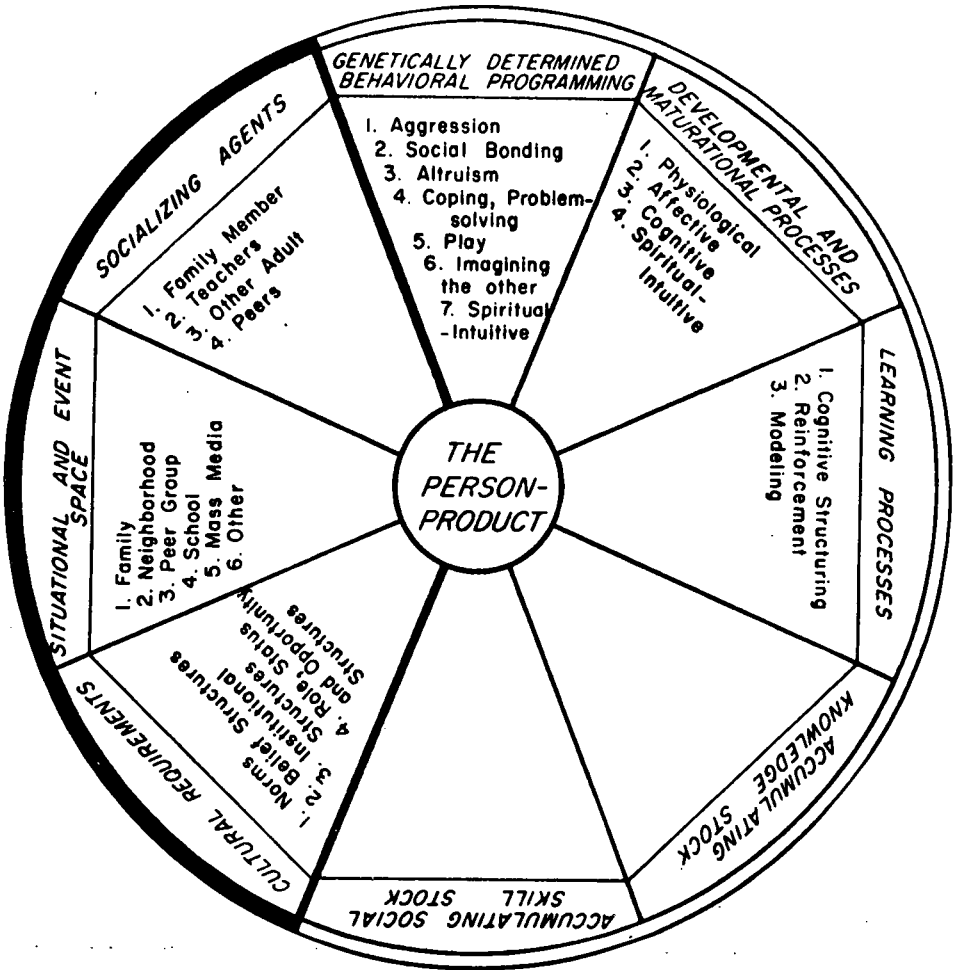 GENETICALLY DETERMINED
BEHAVIORAL PROGRAMMING
1. Aggression
2. Social Bonding
3. Altruism
4. Coping, Problem-
solving
5. Play
6. Imagining
the other
7. Spiritual
-Intuitive
DEVELOPMENTAL AND
MATURATIONAL PROCESSES
1. Physiological
2. Affective
3. Cognitive
4. Spiritual-
Intuitive
LEARNING PROCESSES
1. Cognitive Structuring
2. Reinforcement
3. Modeling
ACCUMULATING STOCK
KNOWLEDGE
ACCUMULATING SOCIAL
SKILL STOCK
CULTURAL REQUIREMENTS
1. Norms
2. Belief Structures
3. Institutional
Structures
4. Role, Status
and Opportunity
Structures
SITUATIONAL AND EVENT
SPACE
1. Family
2. Neighborhood
3. Peer Group
4. School
5. Mass Media
6. Other
SOCIALIZING AGENTS
1. Family Member
2. Teachers
3. Other Adult
4. Peers
THE
PERSON-
PRODUCT